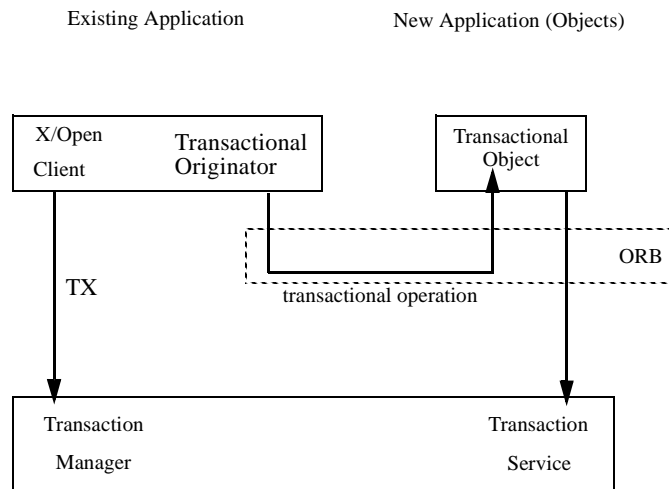 Existing Application
New Application (Objects)
X/Open
Client
Transactional
Originator
Transactional
Object
ORB
TX
transactional operation
Transaction
Manager
Transaction
Service